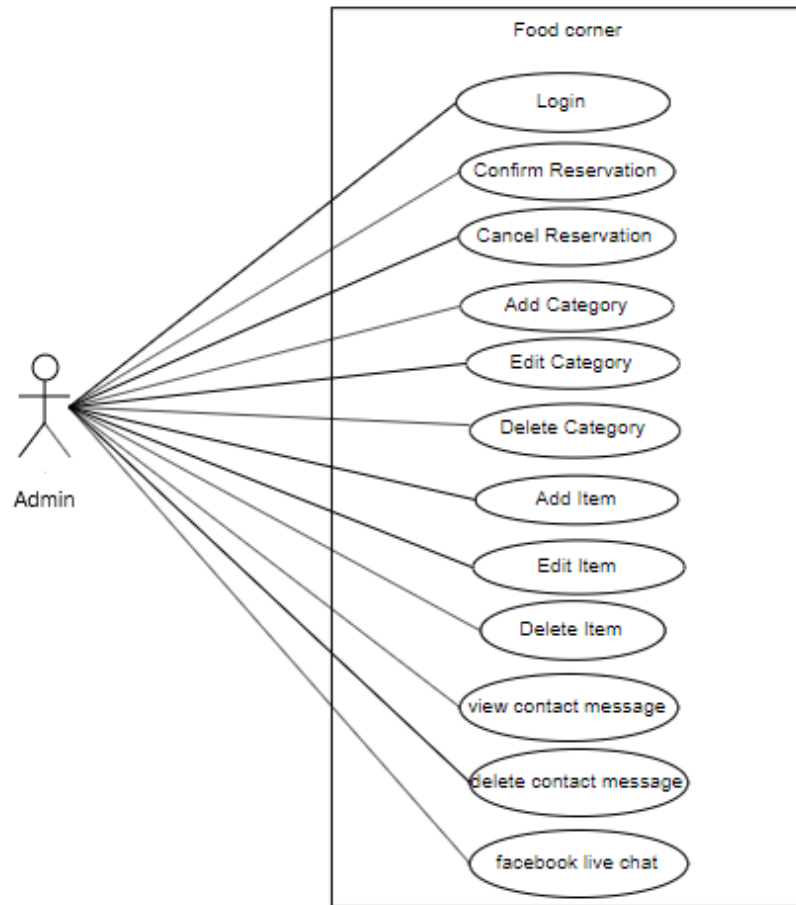 Food corner
Login
Confirm Reservation
Cancel Reservation
Add Category
Edit Category
Delete Category
Admin
Add Item
Edit Item
Delete Item
view contact message
delete contact message
facebook live chat